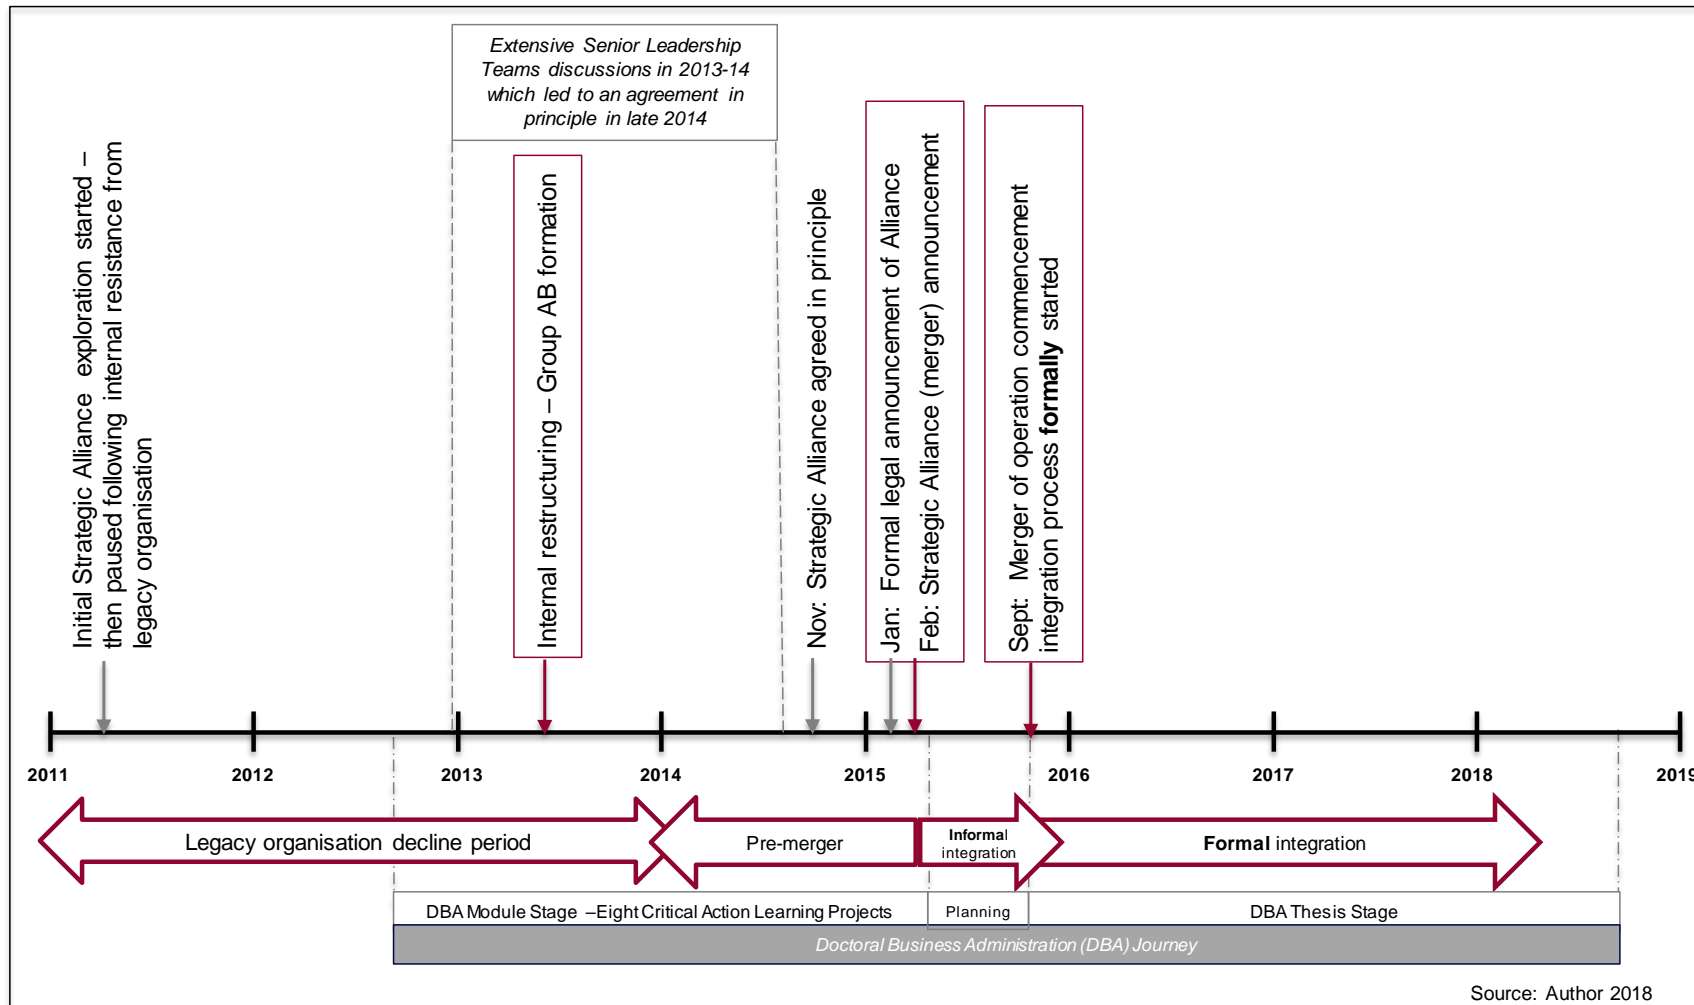 Extensive Senior Leadership
Teams discussions in 2013-14
which led to an agreement in
principle in late 2014
Initial Strategic Alliance exploration started –
then paused following internal resistance from
legacy organisation
Internal restructuring – Group AB formation
Nov: Strategic Alliance agreed in principle
Jan: Formal legal announcement of Alliance
Feb: Strategic Alliance (merger) announcement
Sept: Merger of operation commencement
integration process formally started
2011
2012
2013
2014
2015
2016
2017
2018
2019
Legacy organisation decline period
Pre-merger
Informal
integration
Formal integration
DBA Module Stage –Eight Critical Action Learning Projects
Planning
DBA Thesis Stage
Doctoral Business Administration (DBA) Journey
Source: Author 2018